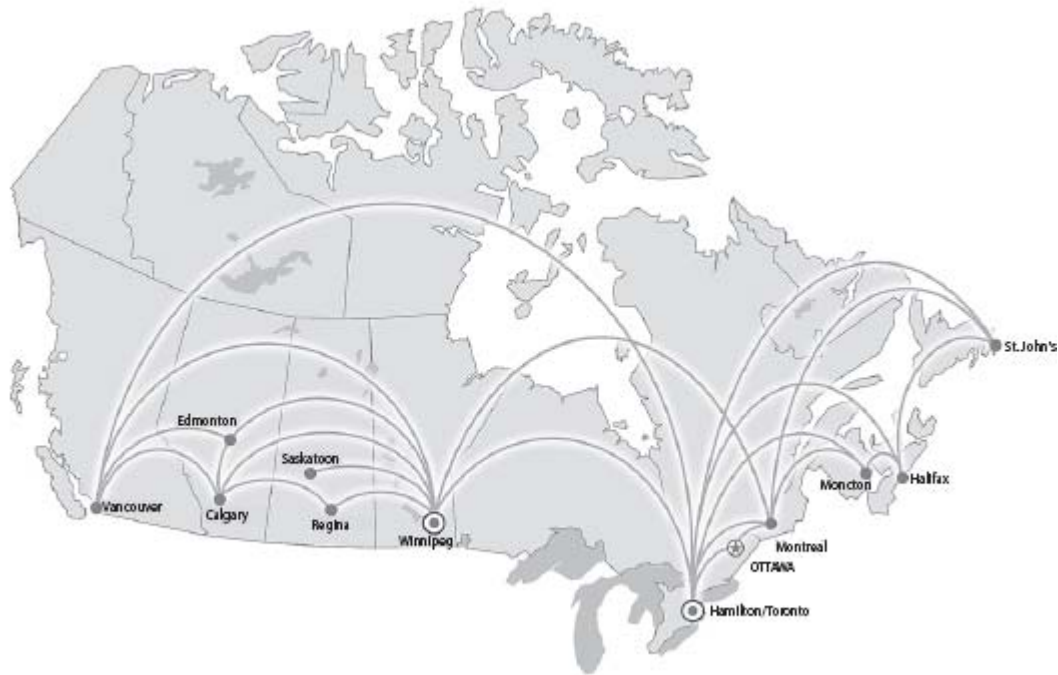 St.John's
Edmonton
Saskatoon
Vancouver
Calgary
Regina
Winnipeg
Moncton
Halifax
Montreal
OTTAWA
Hamilton/Toronto